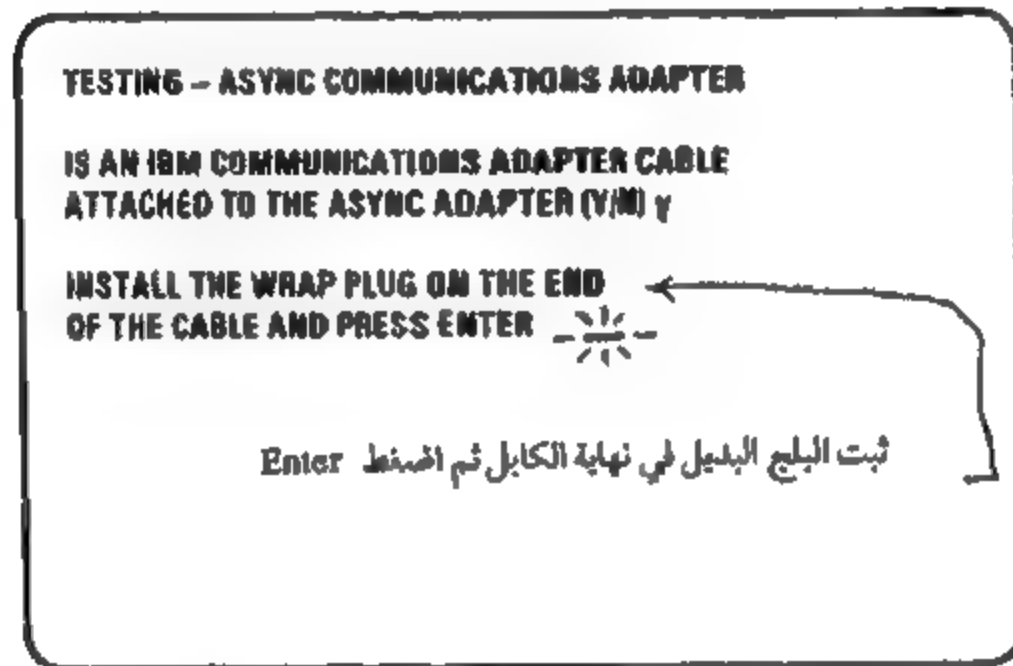 TESTING – ASYNC COMMUNICATIONS ADAPTER
IS AN IBM COMMUNICATIONS ADAPTER CABLE
ATTACHED TO THE ASYNC ADAPTER (Y/N) Y
INSTALL THE WRAP PLUG ON THE END
OF THE CABLE AND PRESS ENTER
ثبت البلج البديل في نهاية الكابل ثم اضغط Enter